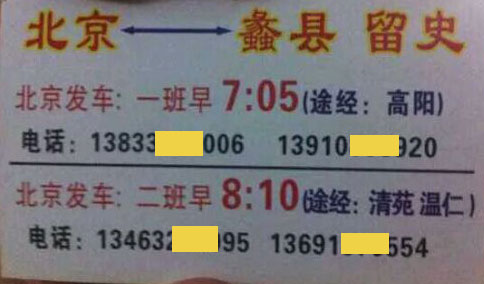 北京 ⟷ 蠡县 留史
北京发车: 一班早 7:05 (途经: 高阳)
电话: 13833 006 13910 920
北京发车: 二班早 8:10 (途经: 清苑 温仁)
电话: 13463 095 13691 554